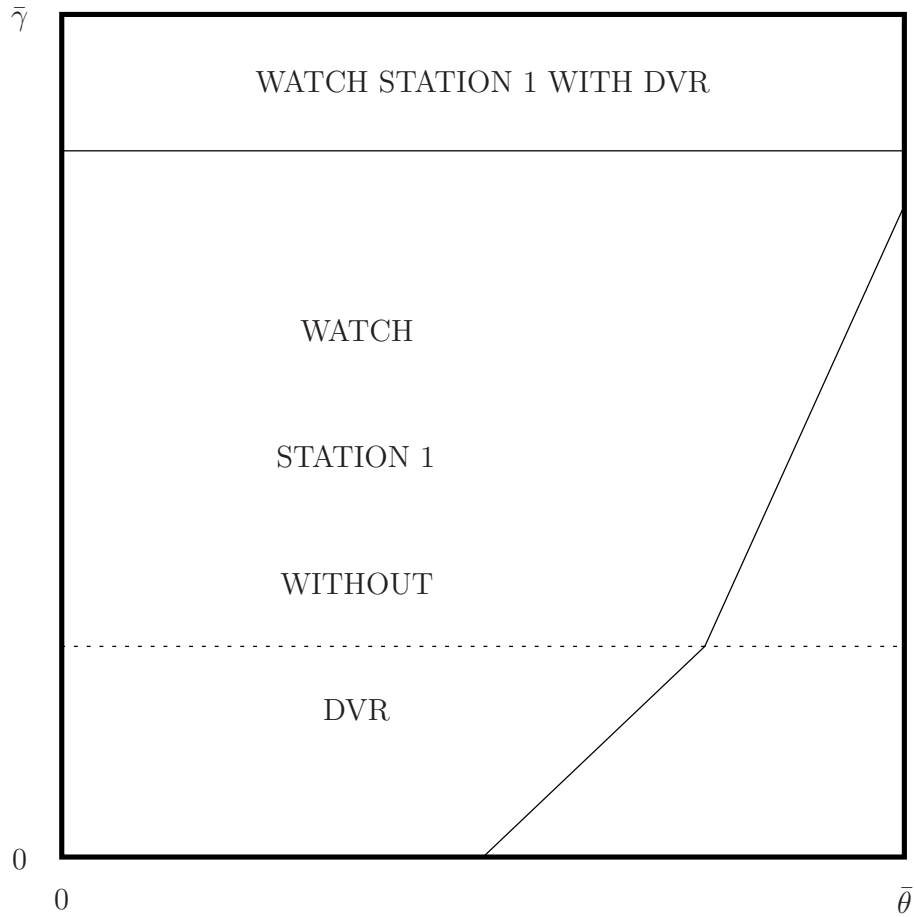 γ̄
WATCH STATION 1 WITH DVR
WATCH
STATION 1
WITHOUT
DVR
0
0
θ̄